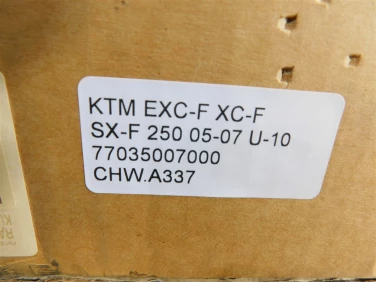 KTM EXC-F XC-F
SX-F 250 05-07 U-10
77035007000
CHW.A337